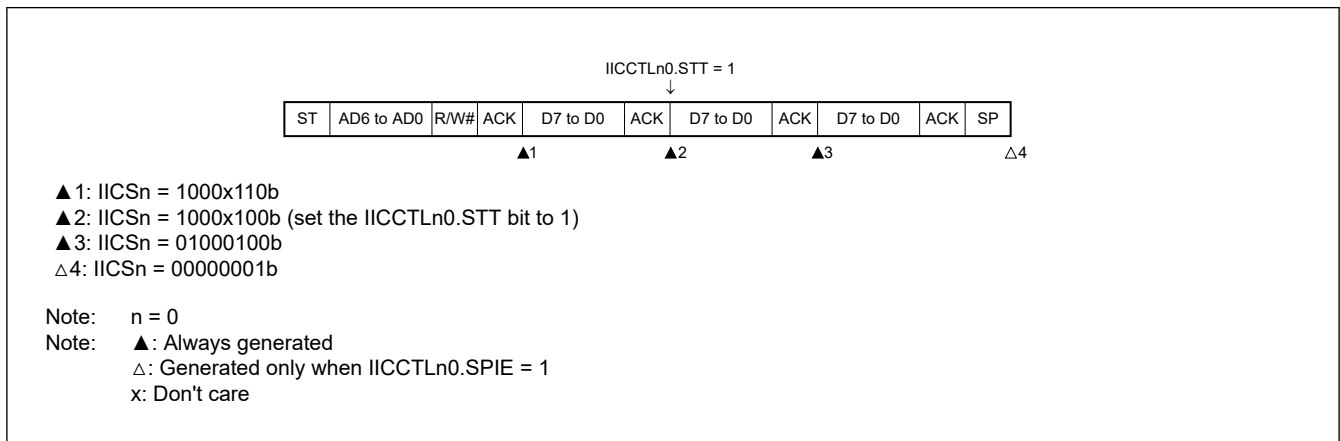 IICCTLn0.STT = 1
↓
ST AD6 to AD0 R/W# ACK D7 to D0 ACK D7 to D0 ACK D7 to D0 ACK SP
▲1 ▲2 ▲3 △4
▲1: IICSn = 1000x110b
▲2: IICSn = 1000x100b (set the IICCTLn0.STT bit to 1)
▲3: IICSn = 01000100b
△4: IICSn = 00000001b
Note: n = 0
Note: ▲: Always generated
△: Generated only when IICCTLn0.SPIE = 1
x: Don't care